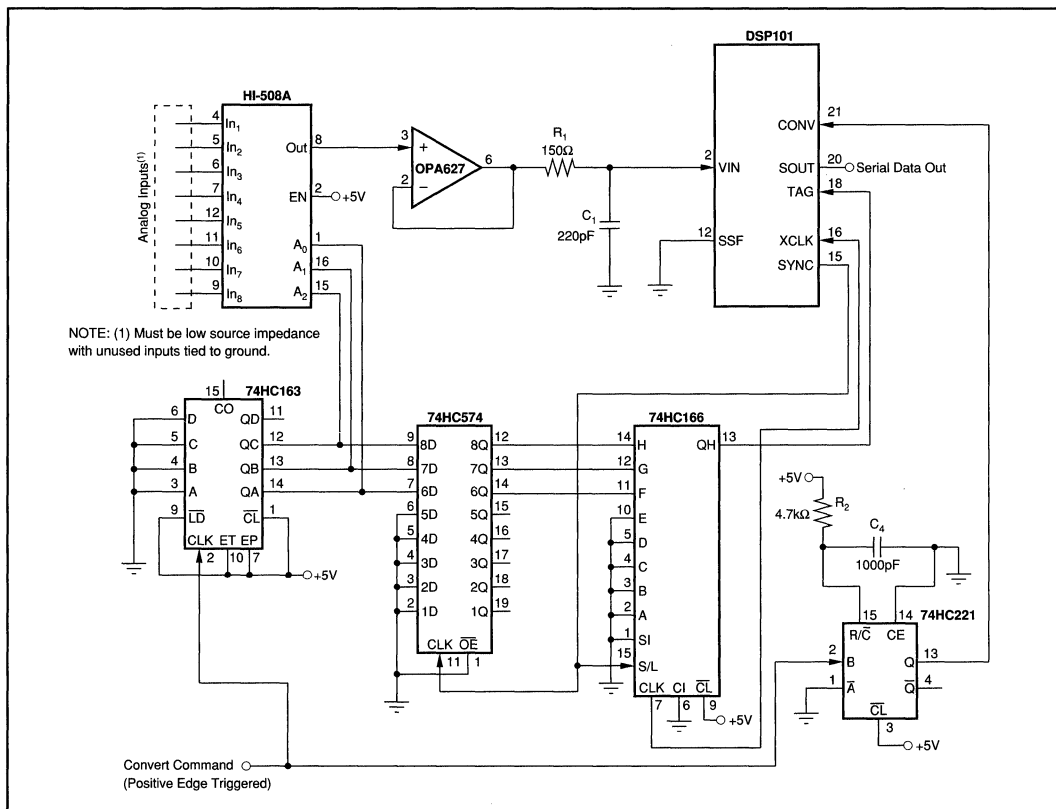 DSP101
HI-508A
Analog Inputs(1)
4 In1
5 In2
6 In3
7 In4
12 In5
11 In6
10 In7
9 In8
Out 8
EN 2 +5V
A0 1
A1 16
A2 15
3 +
OPA627
2 –
6
R1
150Ω
C1
220pF
2 VIN
12 SSF
CONV 21
SOUT 20 Serial Data Out
TAG 18
XCLK 16
SYNC 15
NOTE: (1) Must be low source impedance
with unused inputs tied to ground.
74HC163
15
CO
6 D QD 11
5 C QC 12
4 B QB 13
3 A QA 14
9 LD CL 1
CLK ET EP
2 10 7
+5V
74HC574
9 8D 8Q 12
8 7D 7Q 13
7 6D 6Q 14
6 5D 5Q 15
5 4D 4Q 16
4 3D 3Q 17
3 2D 2Q 18
2 1D 1Q 19
CLK OE
11 1
74HC166
14 H QH 13
12 G
11 F
10 E
5 D
4 C
3 B
2 A
1 SI
15 S/L
CLK CI CL
7 6 9
+5V
+5V
R2
4.7kΩ
C4
1000pF
15 14 74HC221
R/C CE
2 B Q 13
1 A Q 4
CL
3
+5V
Convert Command
(Positive Edge Triggered)